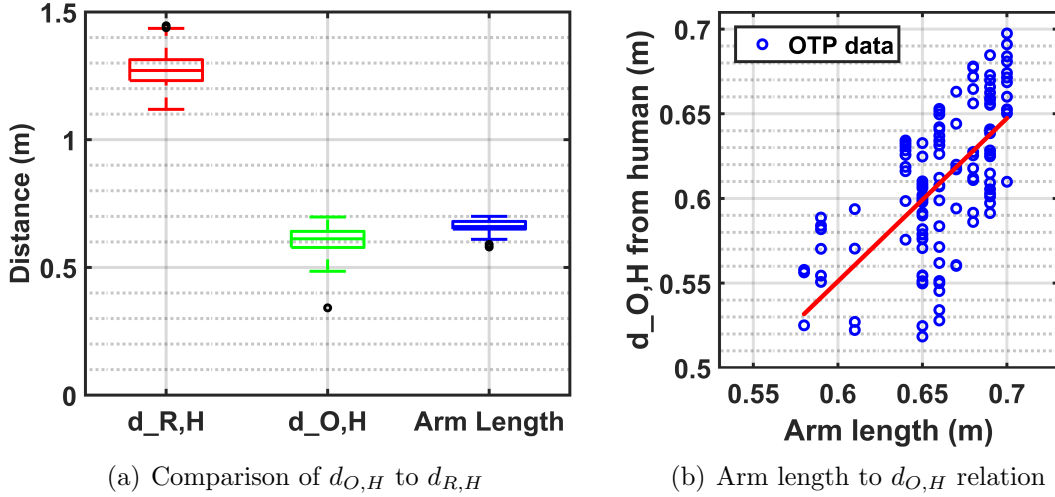 1.5
1
0.5
0
Distance (m)
d_R,H
d_O,H
Arm Length
(a) Comparison of d_{O,H} to d_{R,H}
0.7
0.65
0.6
0.55
0.5
d_O,H from human (m)
OTP data
0.55
0.6
0.65
0.7
Arm length (m)
(b) Arm length to d_{O,H} relation